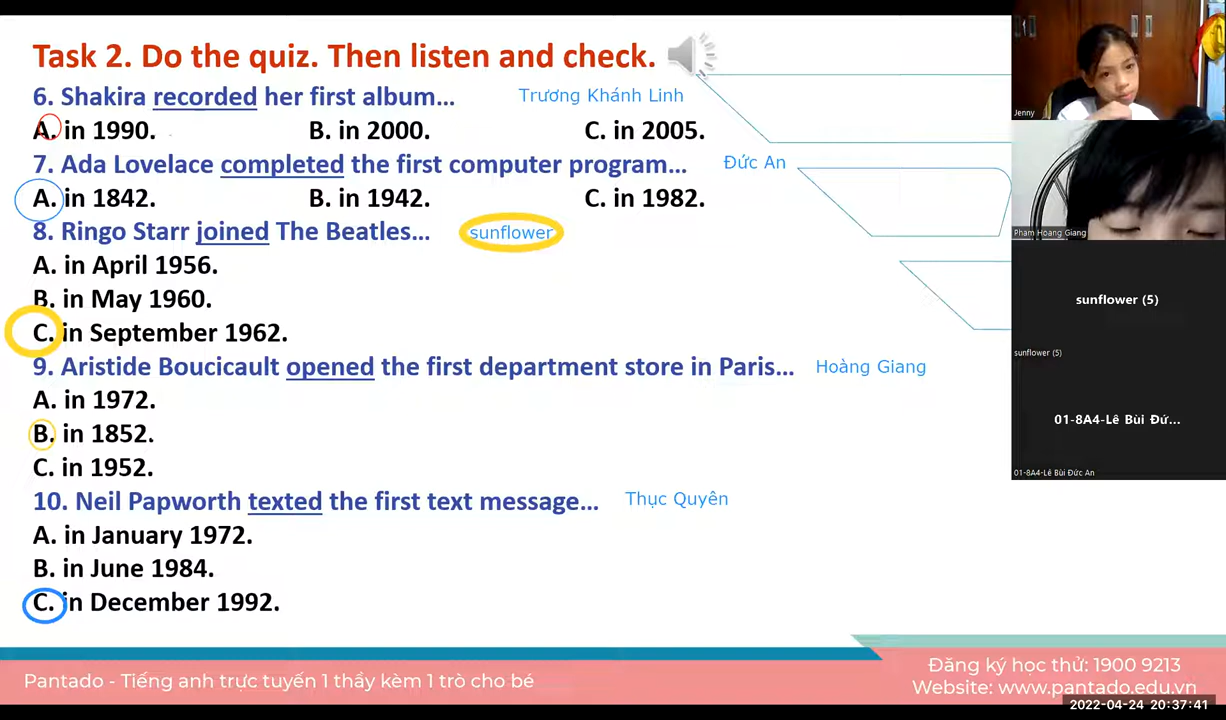 Task 2. Do the quiz. Then listen and check.
6. Shakira recorded her first album… Trương Khánh Linh
A. in 1990. B. in 2000. C. in 2005.
7. Ada Lovelace completed the first computer program… Đức An
A. in 1842. B. in 1942. C. in 1982.
8. Ringo Starr joined The Beatles… sunflower
A. in April 1956.
B. in May 1960.
C. in September 1962.
9. Aristide Boucicault opened the first department store in Paris… Hoàng Giang
A. in 1972.
B. in 1852.
C. in 1952.
10. Neil Papworth texted the first text message… Thục Quyên
A. in January 1972.
B. in June 1984.
C. in December 1992.
Pantado - Tiếng anh trực tuyến 1 thầy kèm 1 trò cho bé
Đăng ký học thử: 1900 9213
Website: www.pantado.edu.vn
2022-04-24 20:37:41
Jenny
Pham Hoang Giang
sunflower (5)
sunflower (5)
01-8A4-Lê Bùi Đứ...
01-8A4-Lê Bùi Đức An